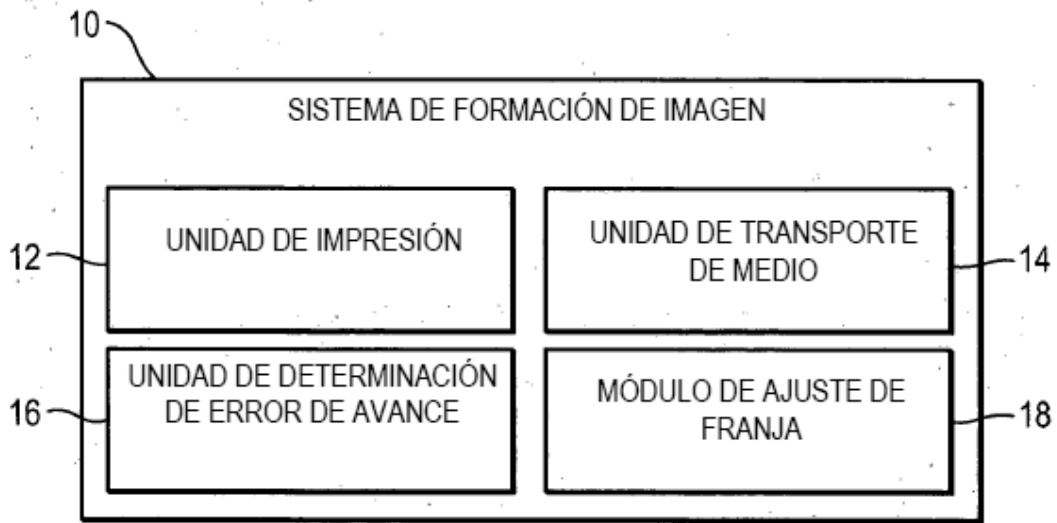 10
SISTEMA DE FORMACIÓN DE IMAGEN
12
UNIDAD DE IMPRESIÓN
UNIDAD DE TRANSPORTE
DE MEDIO
14
16
UNIDAD DE DETERMINACIÓN
DE ERROR DE AVANCE
MÓDULO DE AJUSTE DE
FRANJA
18